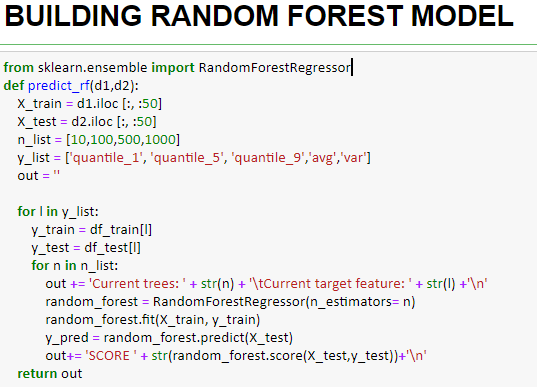 BUILDING RANDOM FOREST MODEL
from sklearn.ensemble import RandomForestRegressor
def predict_rf(d1,d2):
    X_train = d1.iloc [:, :50]
    X_test = d2.iloc [:, :50]
    n_list = [10,100,500,1000]
    y_list = ['quantile_1', 'quantile_5', 'quantile_9','avg','var']
    out = ''
    for l in y_list:
        y_train = df_train[l]
        y_test = df_test[l]
        for n in n_list:
            out += 'Current trees: ' + str(n) + '\tCurrent target feature: ' + str(l) +'\n'
            random_forest = RandomForestRegressor(n_estimators= n)
            random_forest.fit(X_train, y_train)
            y_pred = random_forest.predict(X_test)
            out+= 'SCORE ' + str(random_forest.score(X_test,y_test))+'\n'
    return out